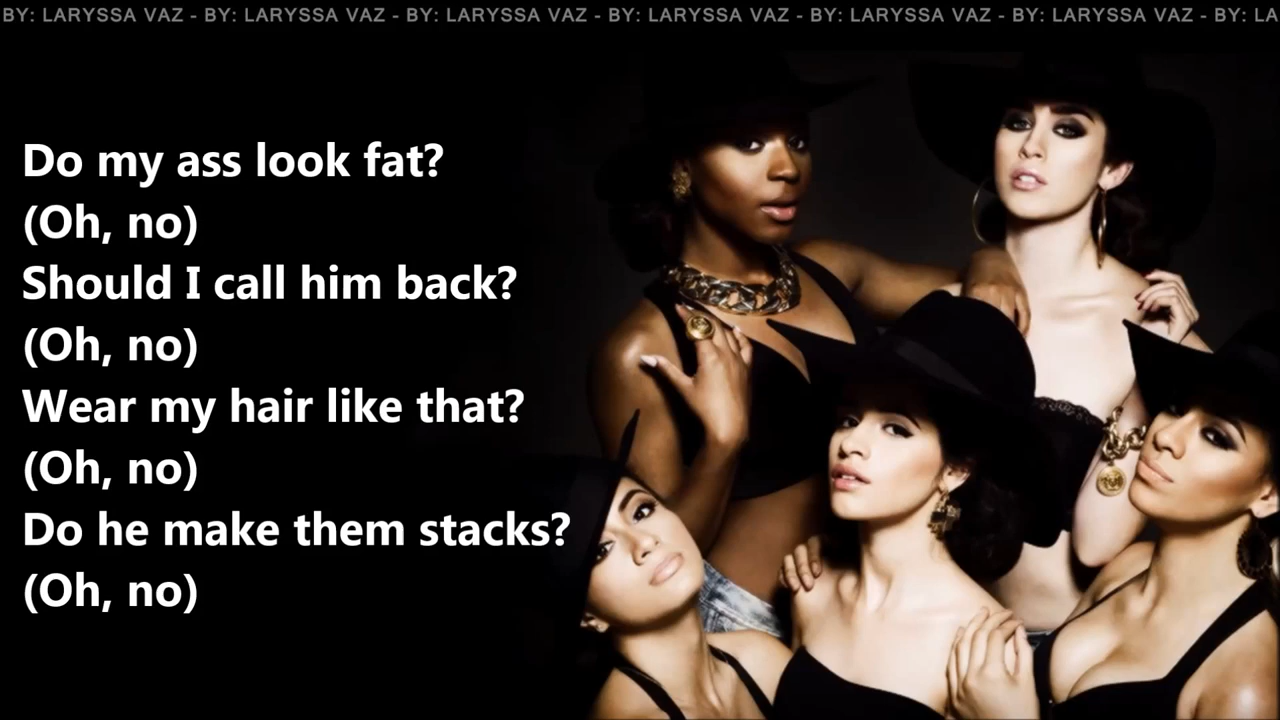 BY: LARYSSA VAZ - BY: LARYSSA VAZ - BY: LARYSSA VAZ - BY: LARYSSA VAZ - BY: LARYSSA VAZ - BY: LARYSSA VAZ - BY: LA
Do my ass look fat?
(Oh, no)
Should I call him back?
(Oh, no)
Wear my hair like that?
(Oh, no)
Do he make them stacks?
(Oh, no)